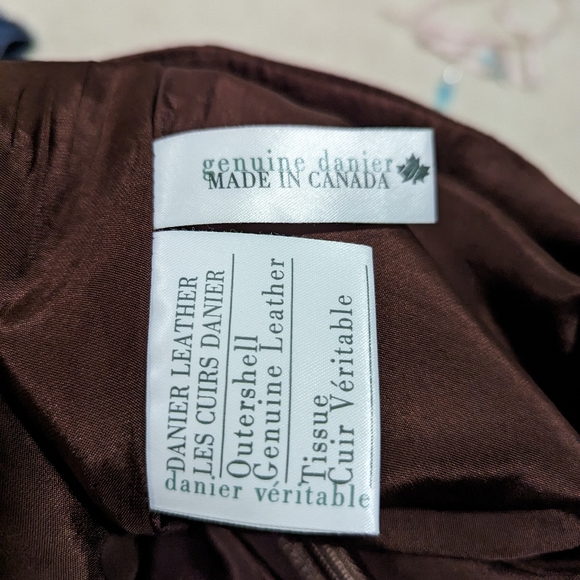 genuine danier
MADE IN CANADA
DANIER LEATHER
LES CUIRS DANIER
Outershell
Genuine Leather
Tissue
Cuir Véritable
danier véritable